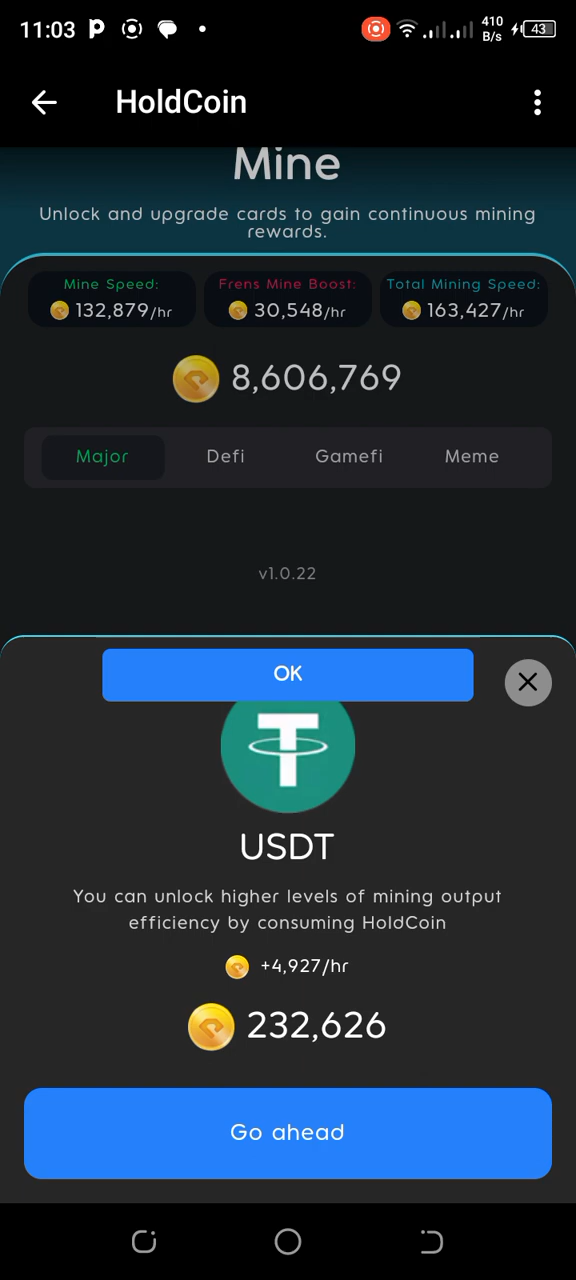 11:03
410
B/s
43
HoldCoin
Mine
Unlock and upgrade cards to gain continuous mining
rewards.
Mine Speed:
132,879/hr
Frens Mine Boost:
30,548/hr
Total Mining Speed:
163,427/hr
8,606,769
Major
Defi
Gamefi
Meme
v1.0.22
OK
USDT
You can unlock higher levels of mining output
efficiency by consuming HoldCoin
+4,927/hr
232,626
Go ahead